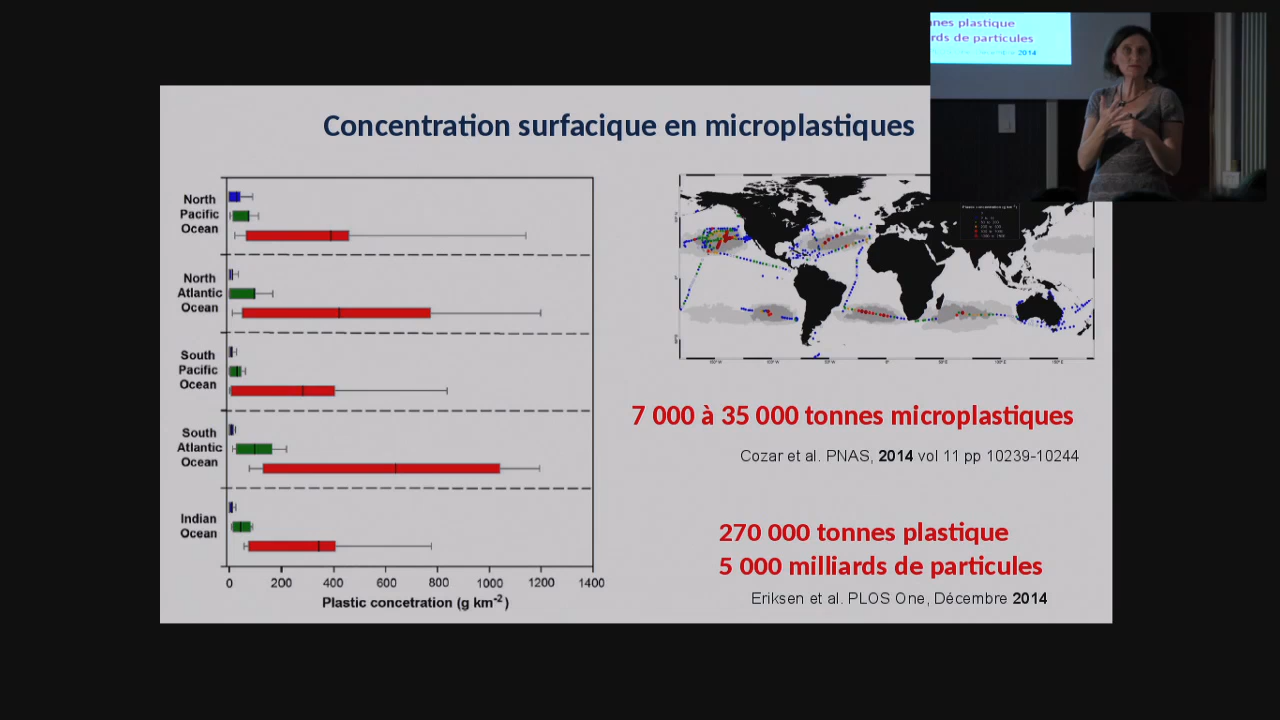 nnes plastique
rds de particules
2014
Concentration surfacique en microplastiques
North
Pacific
Ocean
North
Atlantic
Ocean
South
Pacific
Ocean
South
Atlantic
Ocean
Indian
Ocean
0 200 400 600 800 1000 1200 1400
Plastic concetration (g km-2)
7 000 à 35 000 tonnes microplastiques
Cozar et al. PNAS, 2014 vol 11 pp 10239-10244
270 000 tonnes plastique
5 000 milliards de particules
Eriksen et al. PLOS One, Décembre 2014